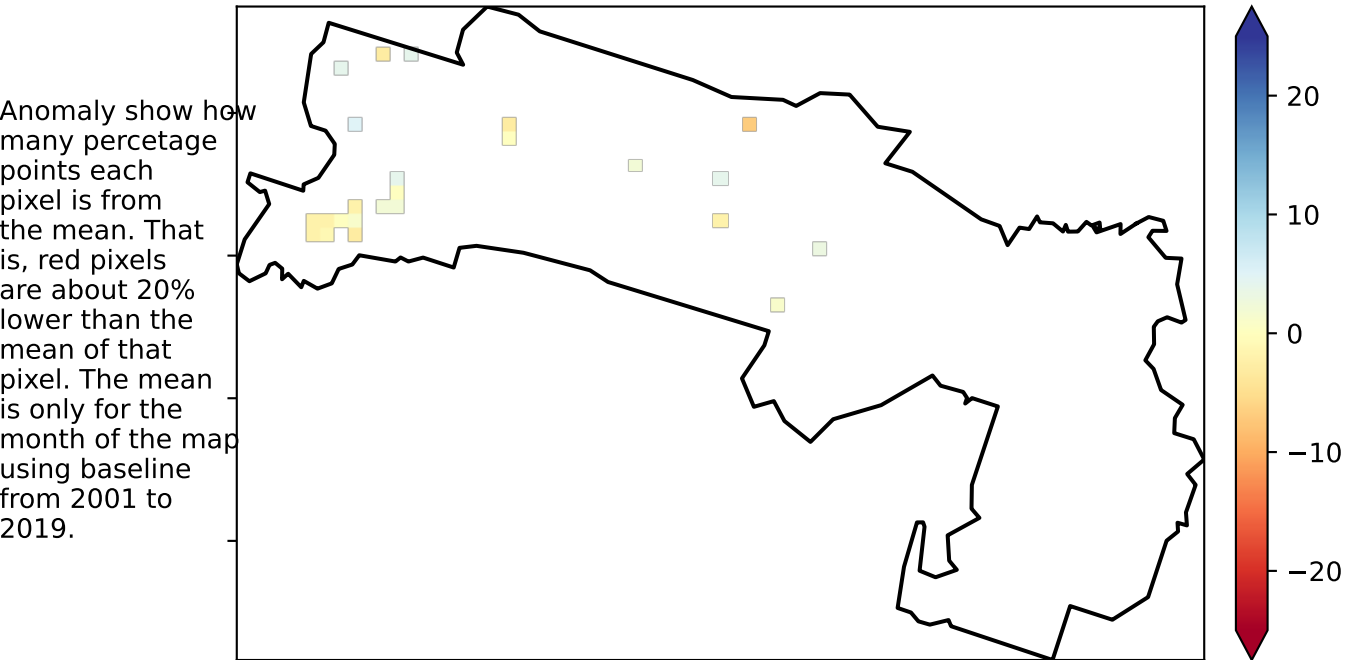 Anomaly show how
many percetage
points each
pixel is from
the mean. That
is, red pixels
are about 20%
lower than the
mean of that
pixel. The mean
is only for the
month of the map
using baseline
from 2001 to
2019.
20
10
0
−10
−20